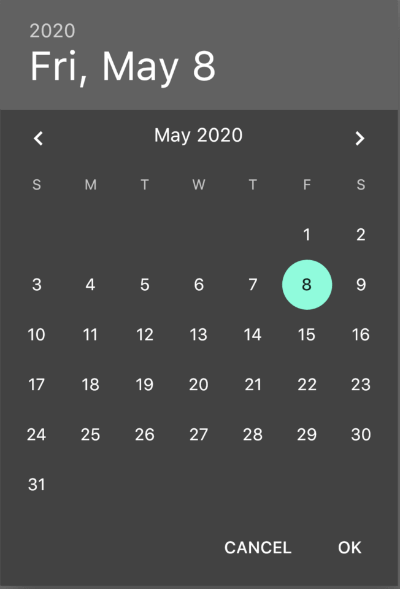 2020
Fri, May 8
May 2020
S M T W T F S
1 2
3 4 5 6 7 8 9
10 11 12 13 14 15 16
17 18 19 20 21 22 23
24 25 26 27 28 29 30
31
CANCEL OK